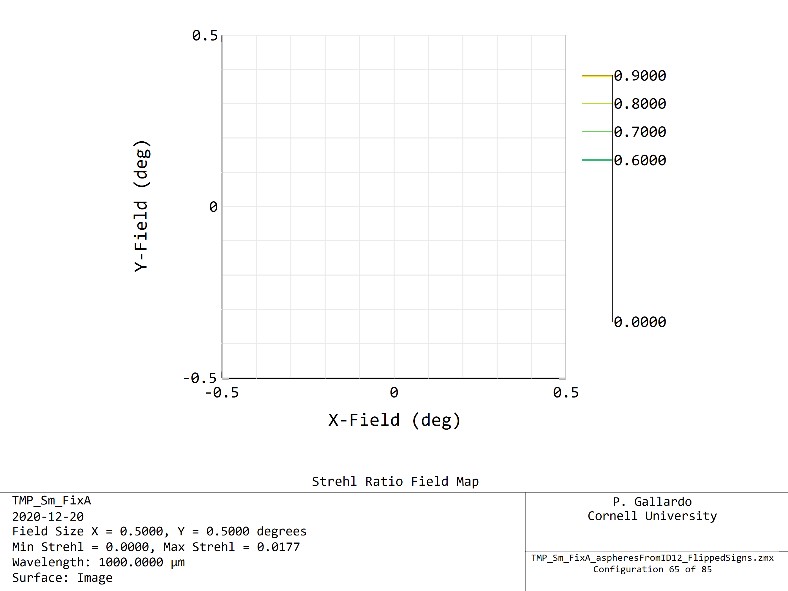 0.5
0
-0.5
Y-Field (deg)
-0.5 0 0.5
X-Field (deg)
0.9000
0.8000
0.7000
0.6000
0.0000
Strehl Ratio Field Map
TMP_Sm_FixA
2020-12-20
Field Size X = 0.5000, Y = 0.5000 degrees
Min Strehl = 0.0000, Max Strehl = 0.0177
Wavelength: 1000.0000 µm
Surface: Image
P. Gallardo
Cornell University
TMP_Sm_FixA_aspheresFromID12_FlippedSigns.zmx
Configuration 65 of 85